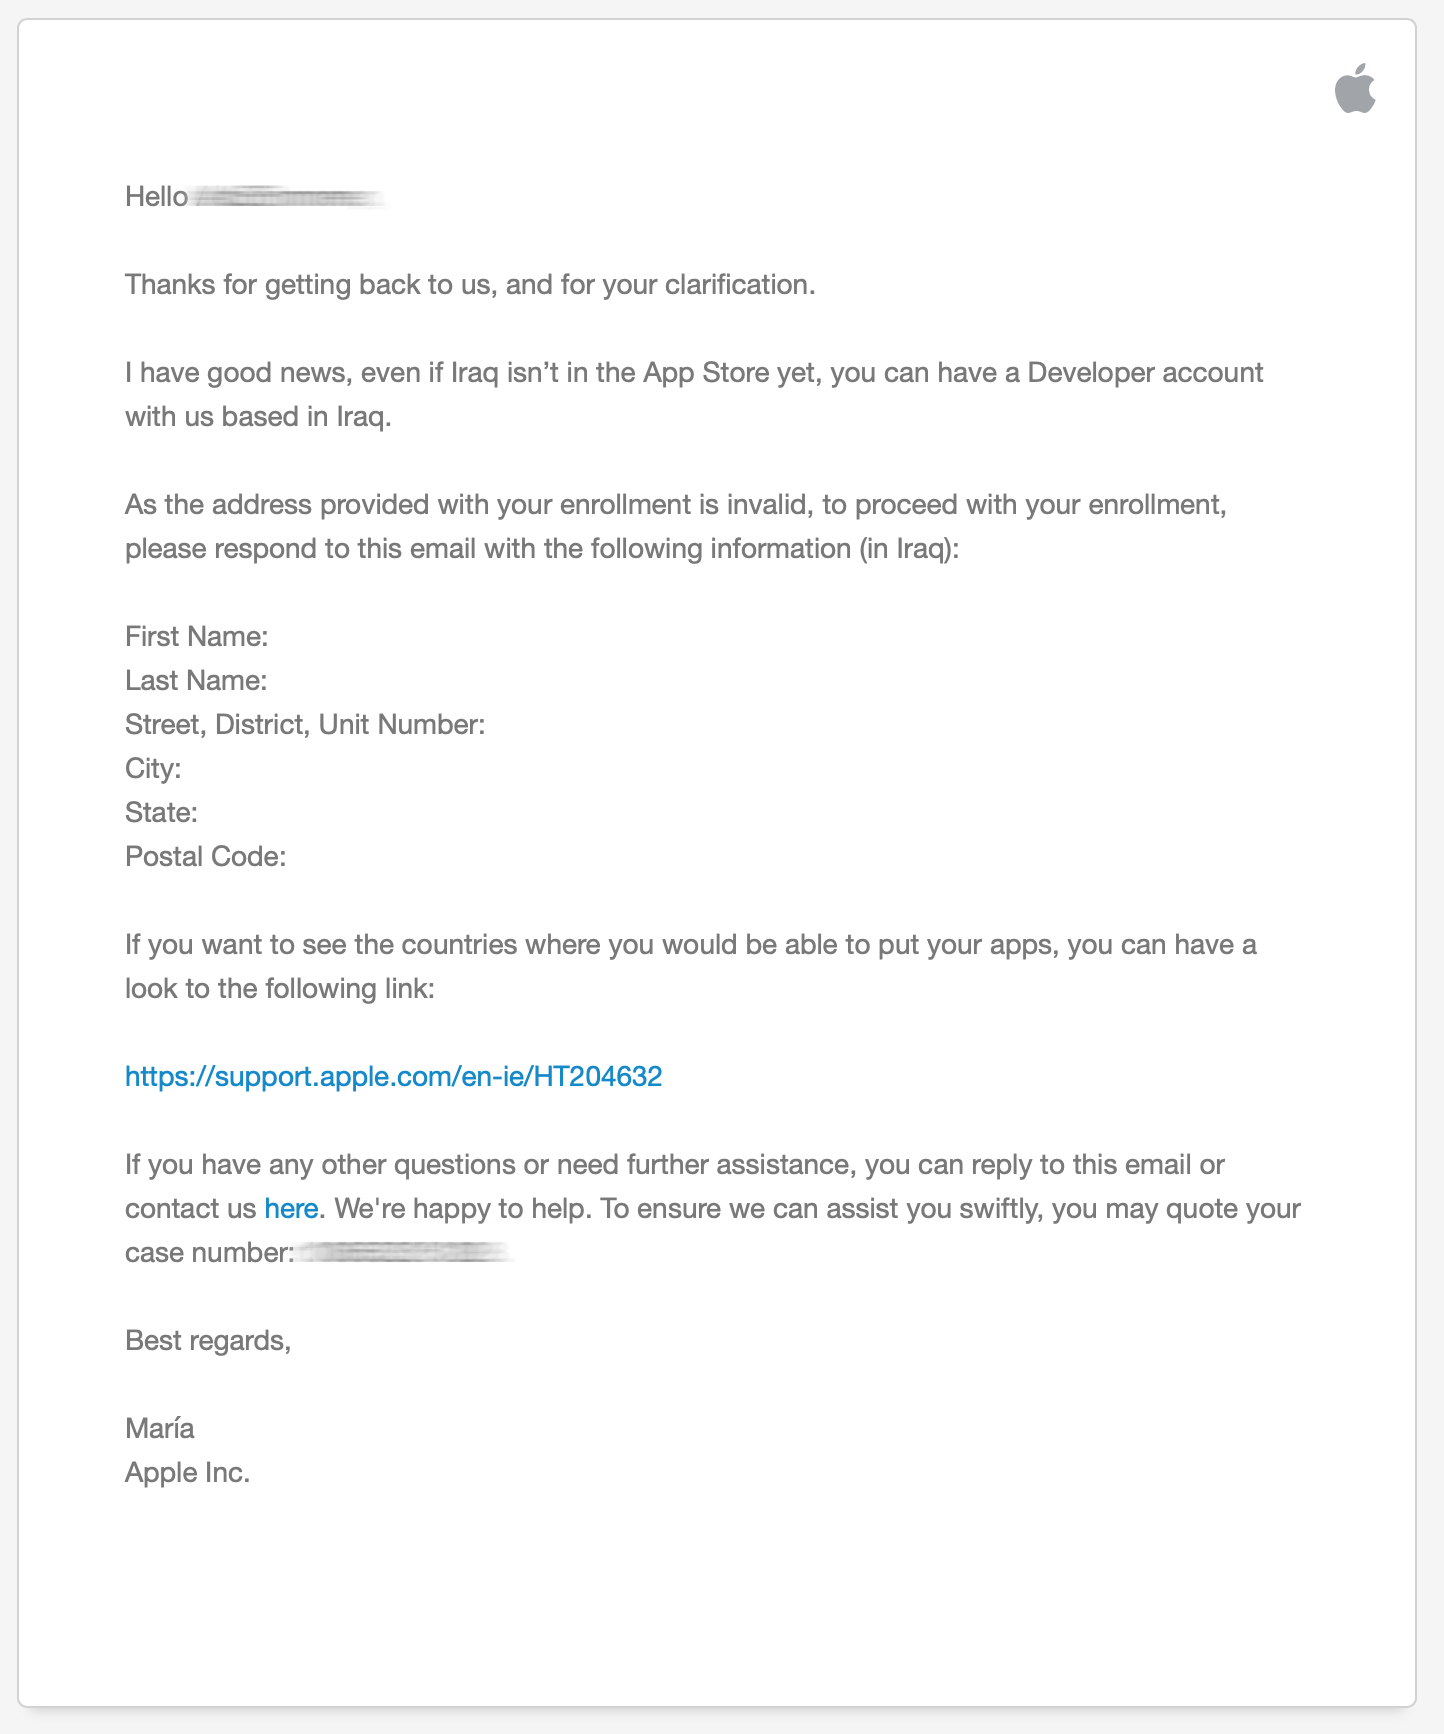 Hello
Thanks for getting back to us, and for your clarification.
I have good news, even if Iraq isn’t in the App Store yet, you can have a Developer account
with us based in Iraq.
As the address provided with your enrollment is invalid, to proceed with your enrollment,
please respond to this email with the following information (in Iraq):
First Name:
Last Name:
Street, District, Unit Number:
City:
State:
Postal Code:
If you want to see the countries where you would be able to put your apps, you can have a
look to the following link:
https://support.apple.com/en-ie/HT204632
If you have any other questions or need further assistance, you can reply to this email or
contact us here. We're happy to help. To ensure we can assist you swiftly, you may quote your
case number:
Best regards,
María
Apple Inc.